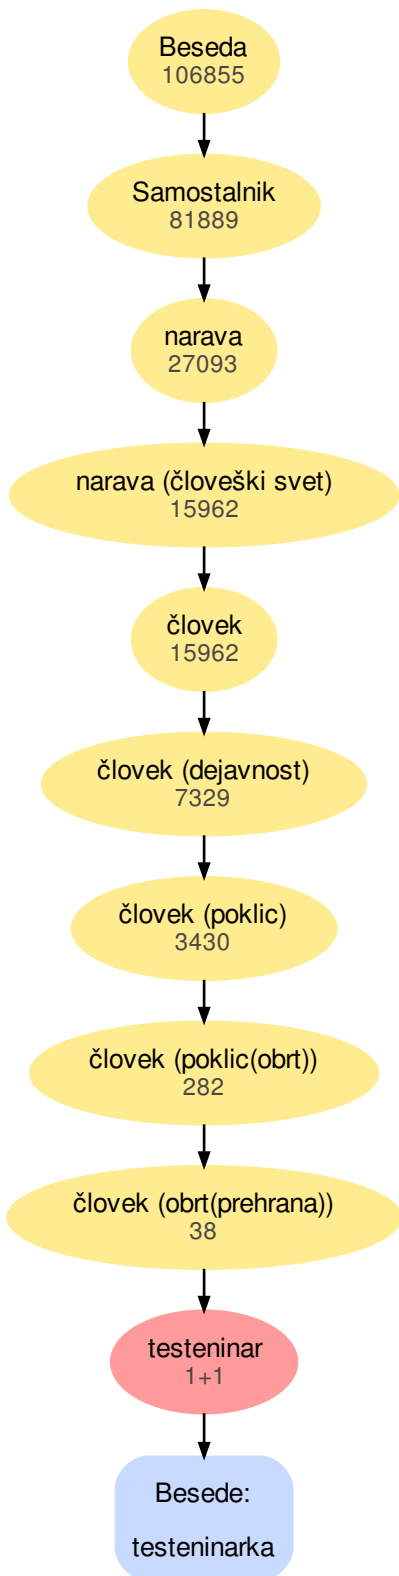 Beseda
106855
Samostalnik
81889
narava
27093
narava (človeški svet)
15962
človek
15962
človek (dejavnost)
7329
človek (poklic)
3430
človek (poklic(obrt))
282
človek (obrt(prehrana))
38
testeninar
1+1
Besede:
testeninarka